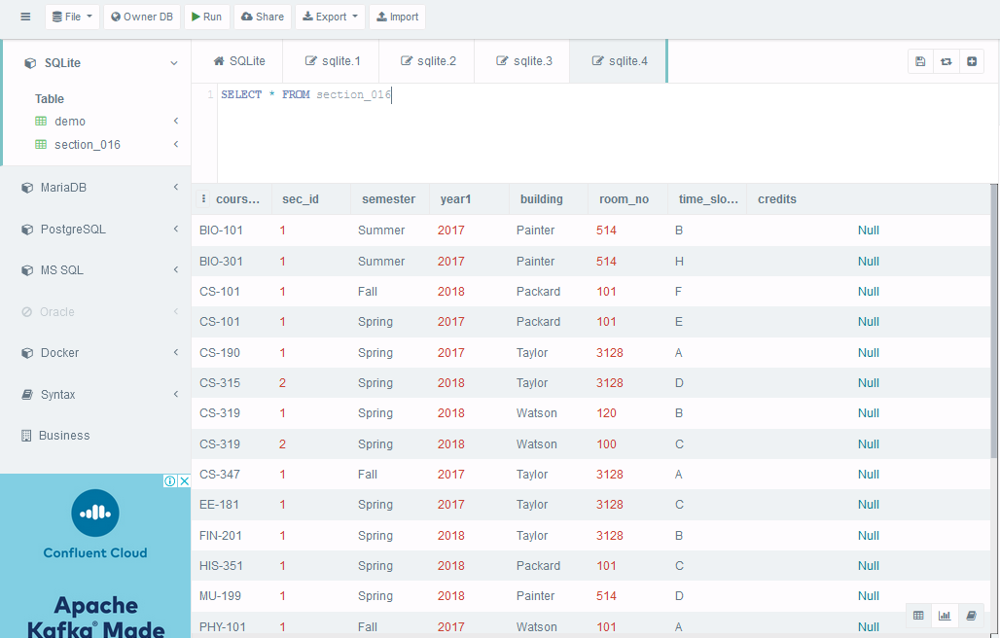 File Owner DB Run Share Export Import
SQLite
Table
demo
section_016
MariaDB
PostgreSQL
MS SQL
Oracle
Docker
Syntax
Business
Confluent Cloud
Apache
Kafka® Made
SQLite sqlite.1 sqlite.2 sqlite.3 sqlite.4
1 SELECT * FROM section_016
cours... sec_id semester year1 building room_no time_slo... credits
BIO-101 1 Summer 2017 Painter 514 B Null
BIO-301 1 Summer 2017 Painter 514 H Null
CS-101 1 Fall 2018 Packard 101 F Null
CS-101 1 Spring 2017 Packard 101 E Null
CS-190 1 Spring 2017 Taylor 3128 A Null
CS-315 2 Spring 2018 Taylor 3128 D Null
CS-319 1 Spring 2018 Watson 120 B Null
CS-319 2 Spring 2018 Watson 100 C Null
CS-347 1 Fall 2017 Taylor 3128 A Null
EE-181 1 Spring 2017 Taylor 3128 C Null
FIN-201 1 Spring 2018 Taylor 3128 B Null
HIS-351 1 Spring 2018 Packard 101 C Null
MU-199 1 Spring 2018 Painter 514 D Null
PHY-101 1 Fall 2017 Watson 101 A Null